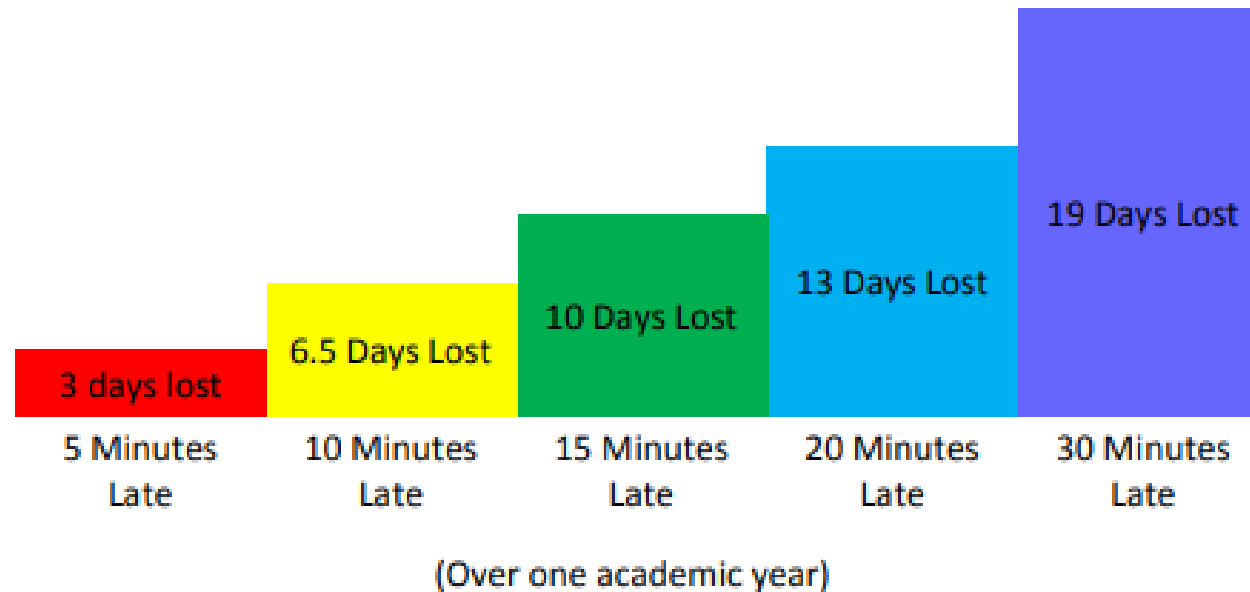 19 Days Lost
13 Days Lost
10 Days Lost
6.5 Days Lost
3 days lost
5 Minutes
Late
10 Minutes
Late
15 Minutes
Late
20 Minutes
Late
30 Minutes
Late
(Over one academic year)